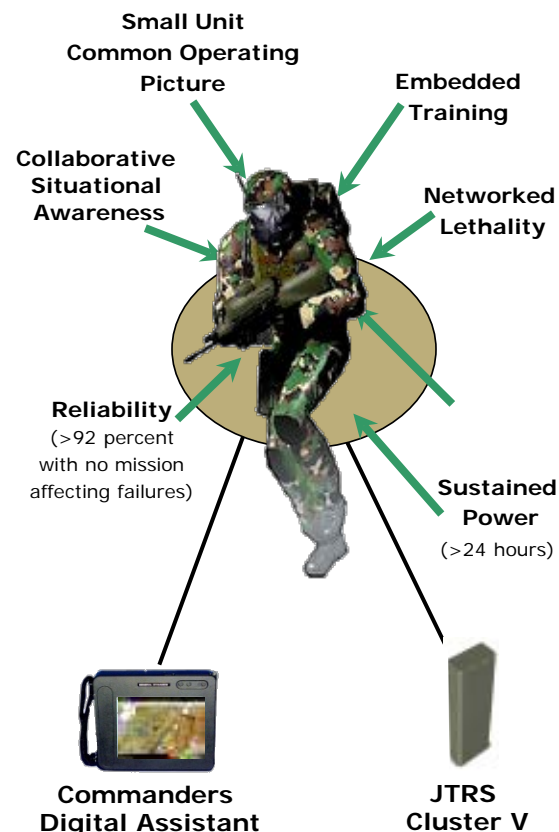 Small Unit
Common Operating
Picture
Embedded
Training
Collaborative
Situational
Awareness
Networked
Lethality
Reliability
(>92 percent
with no mission
affecting failures)
Sustained
Power
(>24 hours)
Commanders
Digital Assistant
JTRS
Cluster V